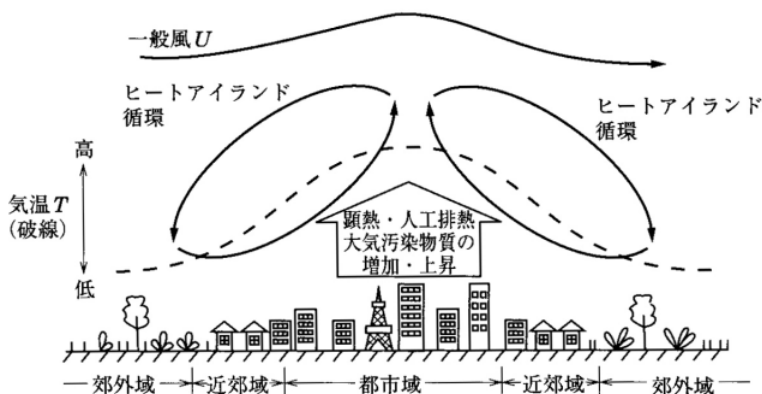 一般風U
ヒートアイランド
循環
ヒートアイランド
循環
高
気温T
(破線)
低
顕熱・人工排熱
大気汚染物質の
増加・上昇
郊外域
近郊域
都市域
近郊域
郊外域